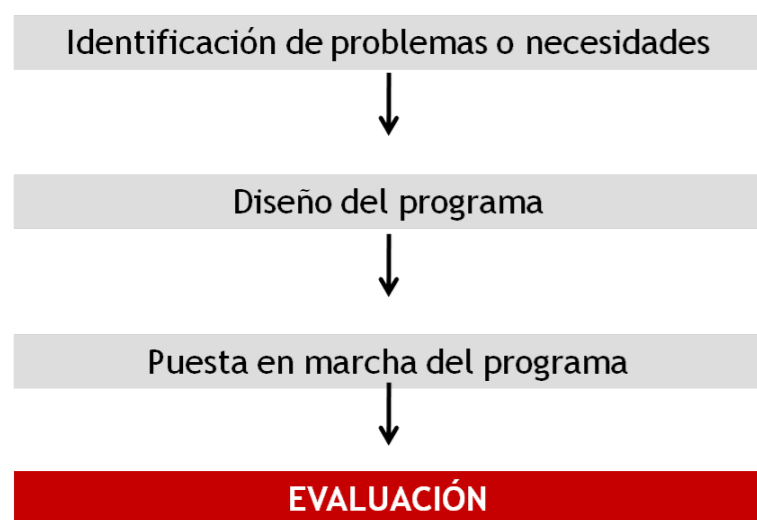 Identificación de problemas o necesidades
Diseño del programa
Puesta en marcha del programa
EVALUACIÓN